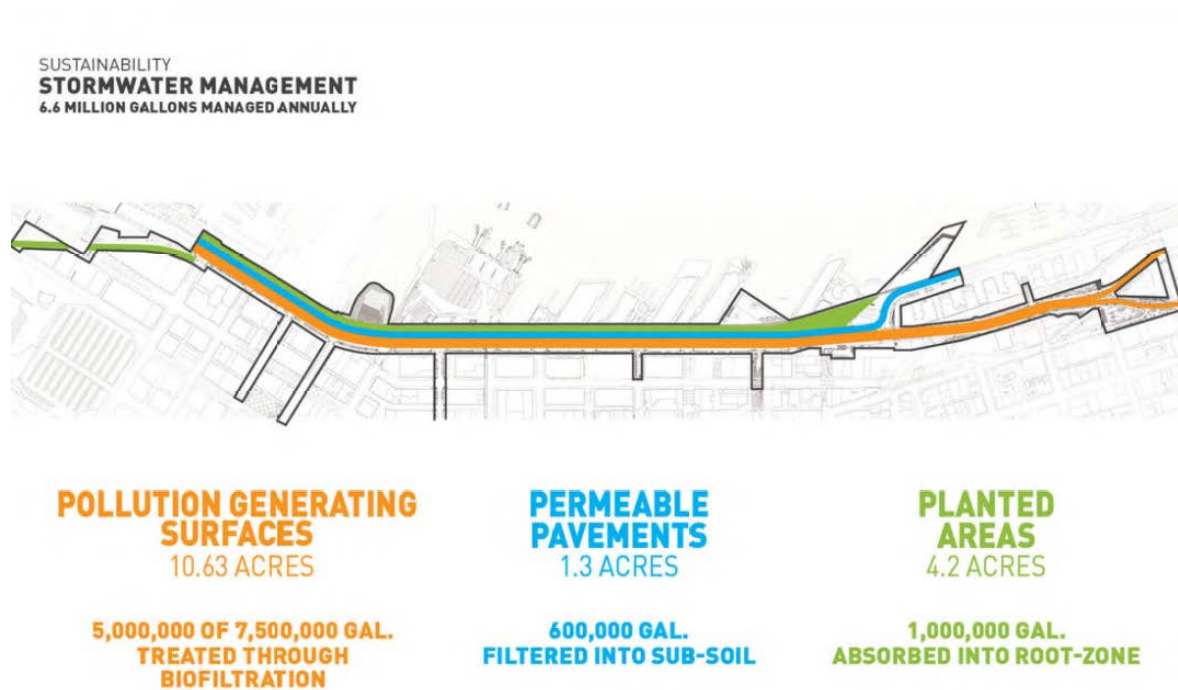 SUSTAINABILITY
STORMWATER MANAGEMENT
6.6 MILLION GALLONS MANAGED ANNUALLY
POLLUTION GENERATING
SURFACES
10.63 ACRES
5,000,000 OF 7,500,000 GAL.
TREATED THROUGH
BIOFILTRATION
PERMEABLE
PAVEMENTS
1.3 ACRES
600,000 GAL.
FILTERED INTO SUB-SOIL
PLANTED
AREAS
4.2 ACRES
1,000,000 GAL.
ABSORBED INTO ROOT-ZONE